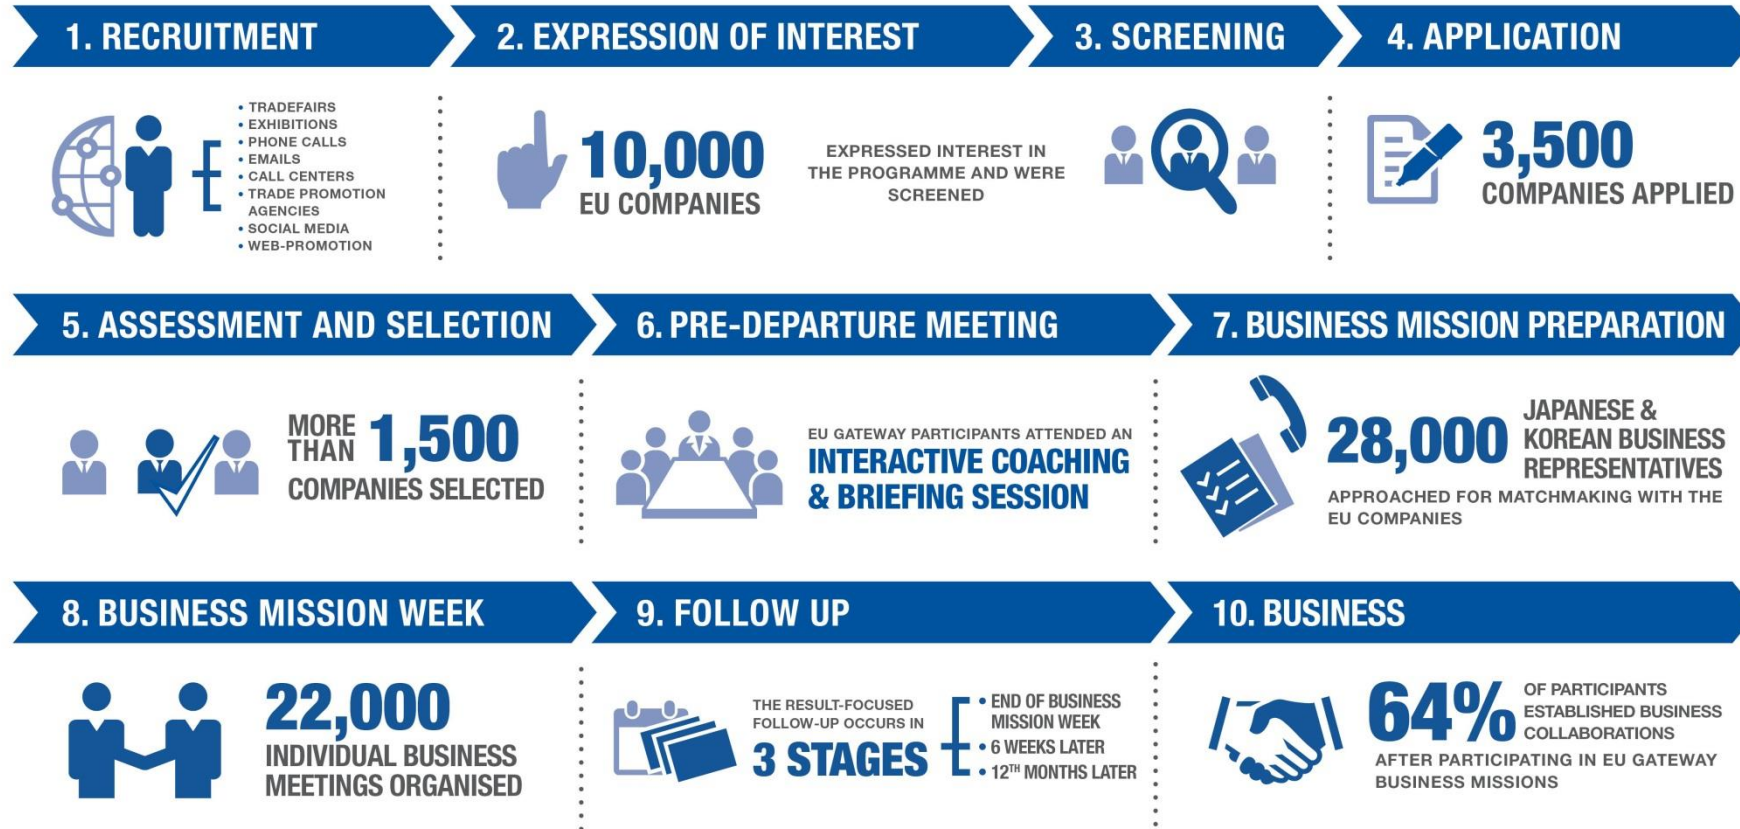 1. RECRUITMENT
2. EXPRESSION OF INTEREST
3. SCREENING
4. APPLICATION
• TRADEFAIRS
• EXHIBITIONS
• PHONE CALLS
• EMAILS
• CALL CENTERS
• TRADE PROMOTION
AGENCIES
• SOCIAL MEDIA
• WEB-PROMOTION
10,000
EU COMPANIES
EXPRESSED INTEREST IN
THE PROGRAMME AND WERE
SCREENED
3,500
COMPANIES APPLIED
5. ASSESSMENT AND SELECTION
6. PRE-DEPARTURE MEETING
7. BUSINESS MISSION PREPARATION
MORE
THAN 1,500
COMPANIES SELECTED
EU GATEWAY PARTICIPANTS ATTENDED AN
INTERACTIVE COACHING
& BRIEFING SESSION
28,000
JAPANESE &
KOREAN BUSINESS
REPRESENTATIVES
APPROACHED FOR MATCHMAKING WITH THE
EU COMPANIES
8. BUSINESS MISSION WEEK
9. FOLLOW UP
10. BUSINESS
22,000
INDIVIDUAL BUSINESS
MEETINGS ORGANISED
THE RESULT-FOCUSED
FOLLOW-UP OCCURS IN
3 STAGES
• END OF BUSINESS
MISSION WEEK
• 6 WEEKS LATER
• 12TH MONTHS LATER
64%
OF PARTICIPANTS
ESTABLISHED BUSINESS
COLLABORATIONS
AFTER PARTICIPATING IN EU GATEWAY
BUSINESS MISSIONS